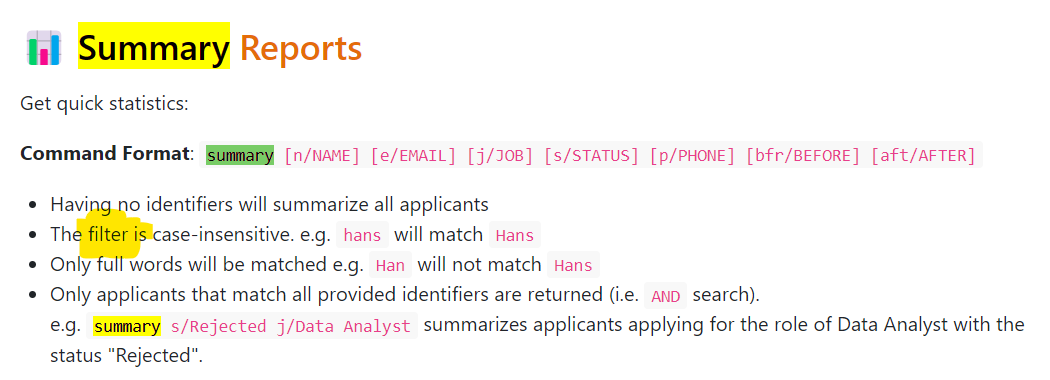 Summary Reports
Get quick statistics:
Command Format: summary [n/NAME] [e/EMAIL] [j/JOB] [s/STATUS] [p/PHONE] [bfr/BEFORE] [aft/AFTER]
• Having no identifiers will summarize all applicants
• The filter is case-insensitive. e.g. hans will match Hans
• Only full words will be matched e.g. Han will not match Hans
• Only applicants that match all provided identifiers are returned (i.e. AND search).
e.g. summary s/Rejected j/Data Analyst summarizes applicants applying for the role of Data Analyst with the
status "Rejected".